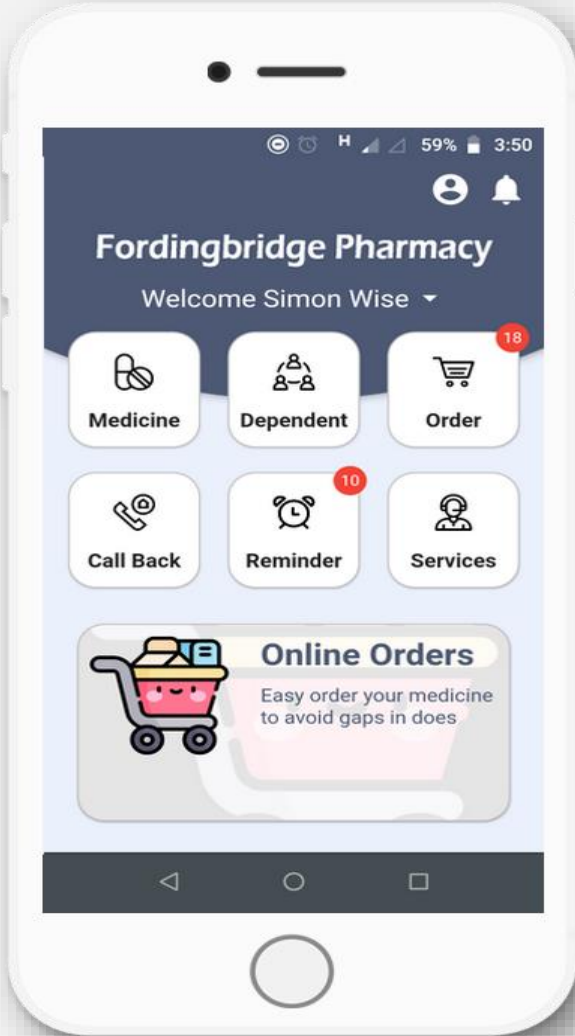 H 59% 3:50
Fordingbridge Pharmacy
Welcome Simon Wise
18
Medicine Dependent Order
10
Call Back Reminder Services
Online Orders
Easy order your medicine
to avoid gaps in does